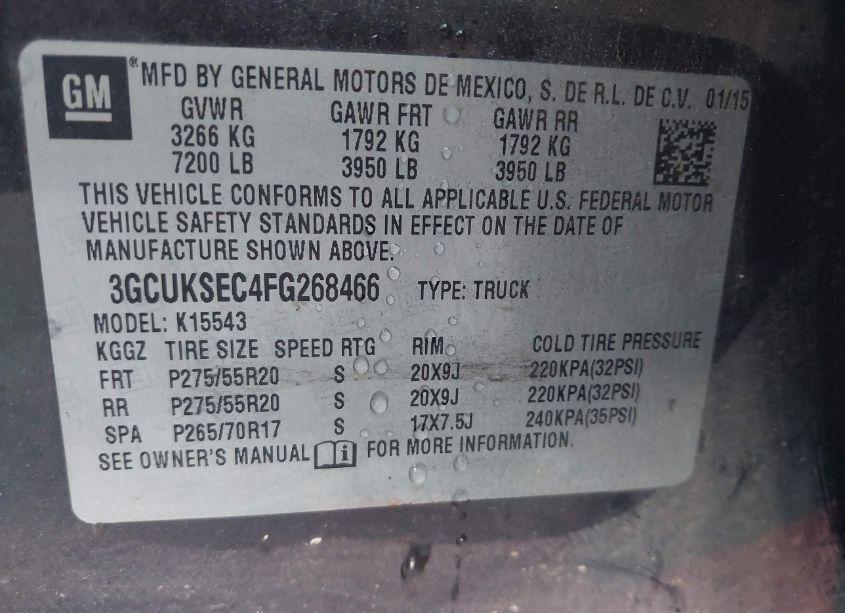 GM
® MFD BY GENERAL MOTORS DE MEXICO, S. DE R.L. DE C.V. 01/15
GVWR GAWR FRT GAWR RR
3266 KG 1792 KG 1792 KG
7200 LB 3950 LB 3950 LB
THIS VEHICLE CONFORMS TO ALL APPLICABLE U.S. FEDERAL MOTOR
VEHICLE SAFETY STANDARDS IN EFFECT ON THE DATE OF
MANUFACTURE SHOWN ABOVE.
3GCUKSEC4FG268466 TYPE: TRUCK
MODEL: K15543
KGGZ TIRE SIZE SPEED RTG RIM COLD TIRE PRESSURE
FRT P275/55R20 S 20X9J 220KPA(32PSI)
RR P275/55R20 S 20X9J 220KPA(32PSI)
SPA P265/70R17 S 17X7.5J 240KPA(35PSI)
SEE OWNER'S MANUAL i FOR MORE INFORMATION.